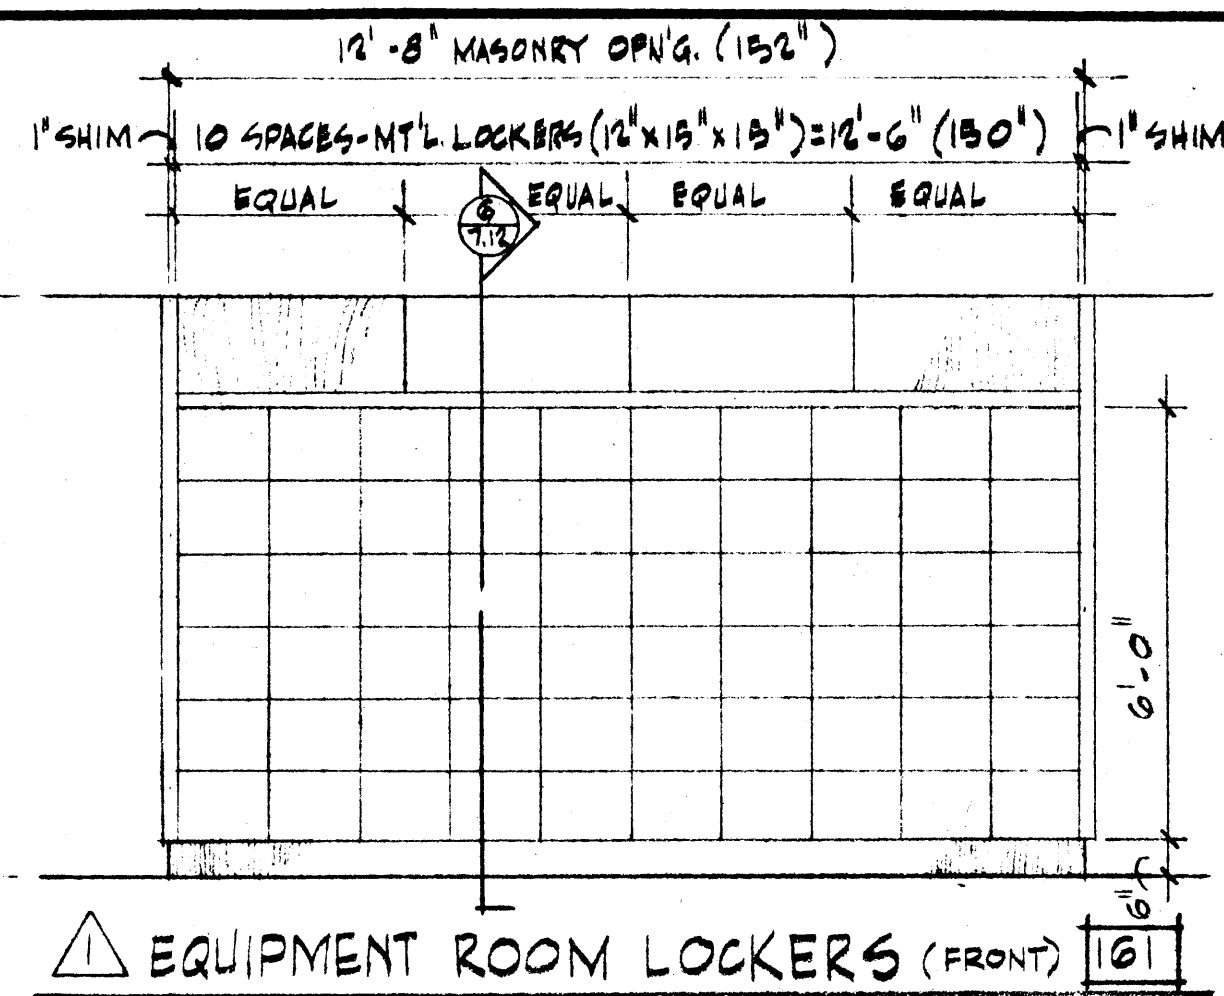 12'-8" MASONRY OPN'G. (152")
1" SHIM 10 SPACES-MT'L. LOCKERS (12"x15"x15")=12'-6" (150") 1" SHIM
EQUAL EQUAL EQUAL EQUAL
6
7.12
6'-0"
6"
1 EQUIPMENT ROOM LOCKERS (FRONT) 161